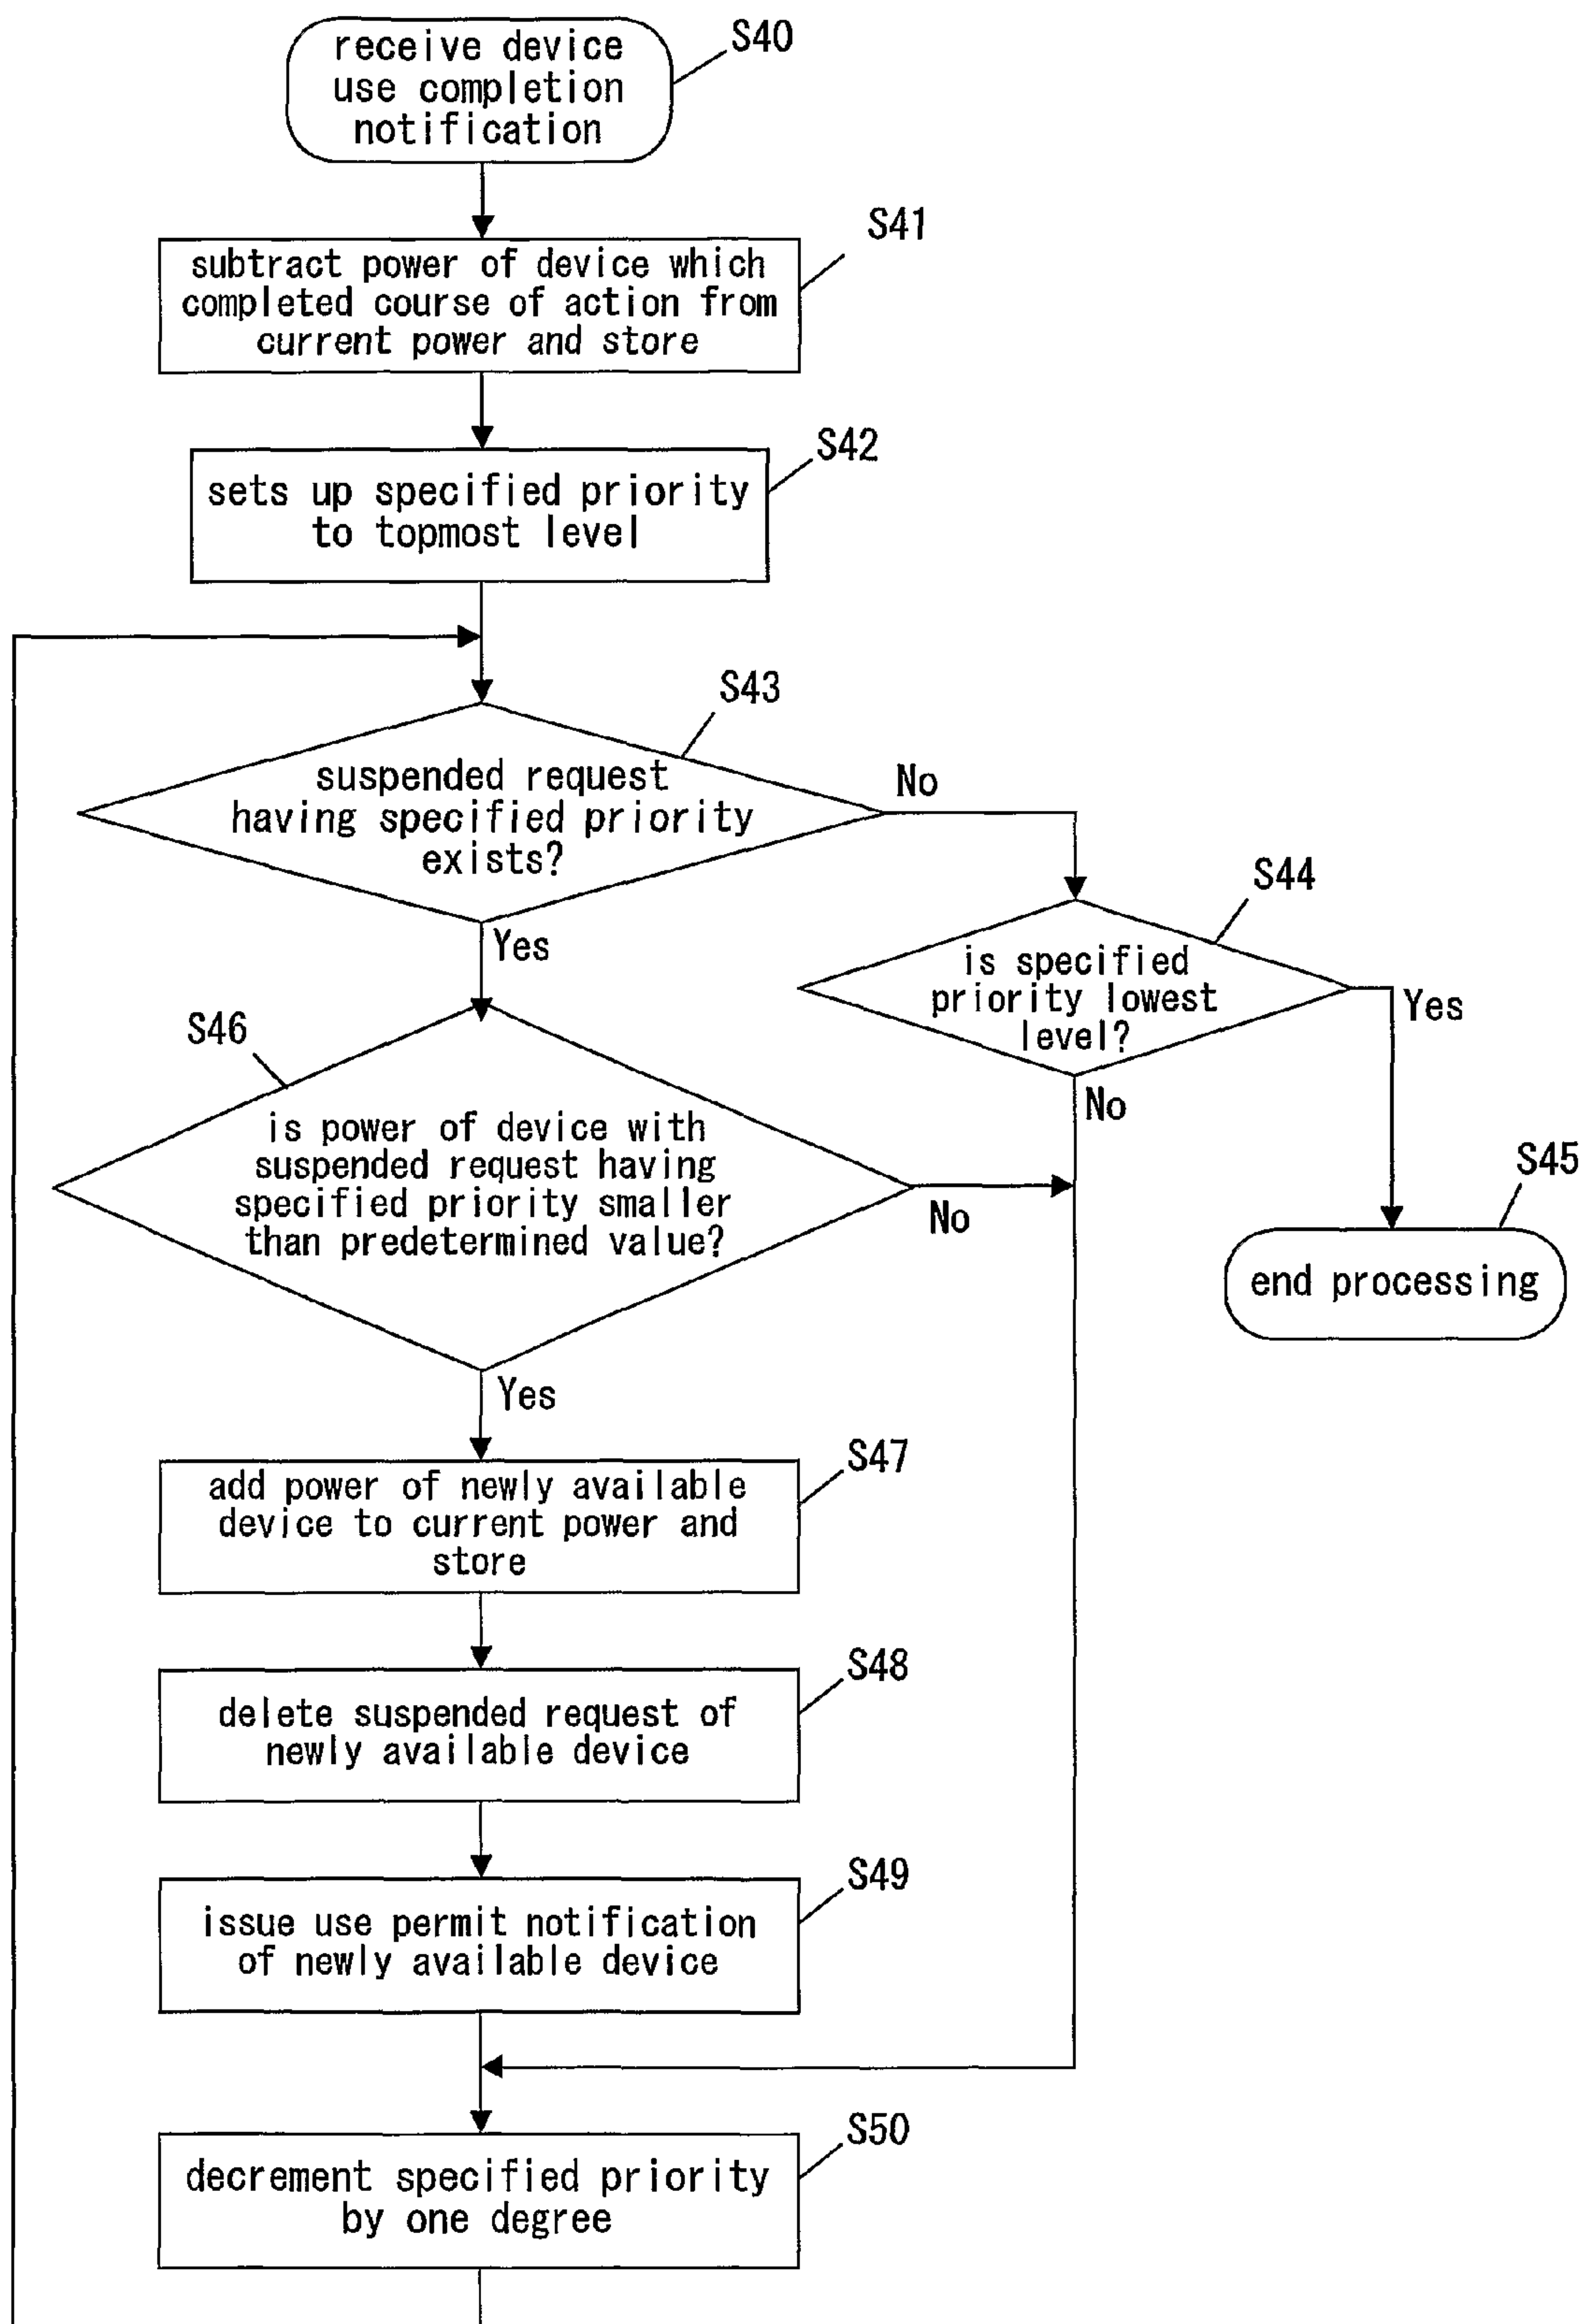 receive device
use completion
notification
S40
S41
subtract power of device which
completed course of action from
current power and store
S42
sets up specified priority
to topmost level
S43
suspended request
having specified priority
exists?
No
Yes
S44
is specified
priority lowest
level?
Yes
No
S46
is power of device with
suspended request having
specified priority smaller
than predetermined value?
No
Yes
S45
end processing
S47
add power of newly available
device to current power and
store
S48
delete suspended request of
newly available device
S49
issue use permit notification
of newly available device
S50
decrement specified priority
by one degree